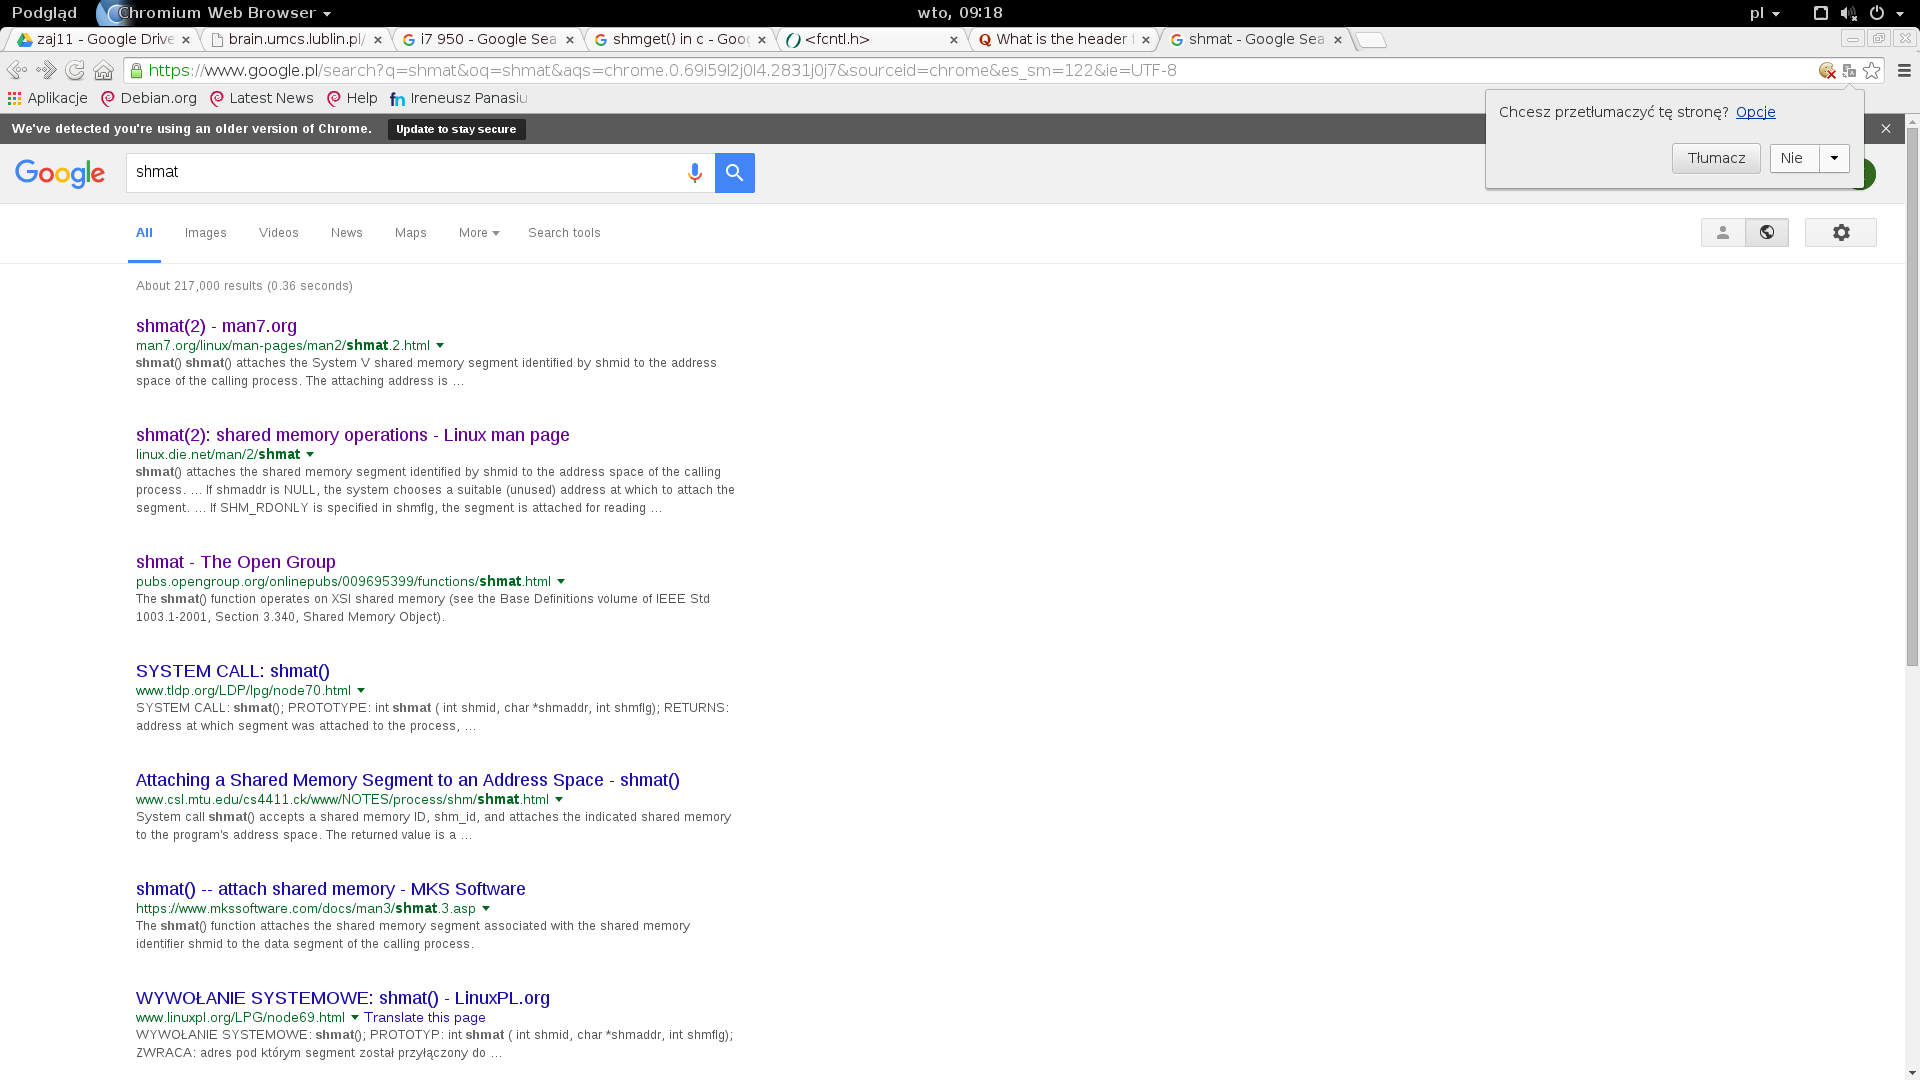 Podgląd Chromium Web Browser wto, 09:18 pl
zaj11 - Google Drive brain.umcs.lublin.pl/ i7 950 - Google Sea shmget() in c - Goog <fcntl.h> What is the header shmat - Google Sea
https://www.google.pl/search?q=shmat&oq=shmat&aqs=chrome.0.69i59l2j0l4.2831j0j7&sourceid=chrome&es_sm=122&ie=UTF-8
Aplikacje Debian.org Latest News Help Ireneusz Panasiu
Chcesz przetłumaczyć tę stronę? Opcje
Tłumacz Nie
We've detected you're using an older version of Chrome. Update to stay secure
Google shmat
All Images Videos News Maps More Search tools
About 217,000 results (0.36 seconds)
shmat(2) - man7.org
man7.org/linux/man-pages/man2/shmat.2.html
shmat() shmat() attaches the System V shared memory segment identified by shmid to the address
space of the calling process. The attaching address is ...
shmat(2): shared memory operations - Linux man page
linux.die.net/man/2/shmat
shmat() attaches the shared memory segment identified by shmid to the address space of the calling
process. ... If shmaddr is NULL, the system chooses a suitable (unused) address at which to attach the
segment. ... If SHM_RDONLY is specified in shmflg, the segment is attached for reading ...
shmat - The Open Group
pubs.opengroup.org/onlinepubs/009695399/functions/shmat.html
The shmat() function operates on XSI shared memory (see the Base Definitions volume of IEEE Std
1003.1-2001, Section 3.340, Shared Memory Object).
SYSTEM CALL: shmat()
www.tldp.org/LDP/lpg/node70.html
SYSTEM CALL: shmat(); PROTOTYPE: int shmat ( int shmid, char *shmaddr, int shmflg); RETURNS:
address at which segment was attached to the process, ...
Attaching a Shared Memory Segment to an Address Space - shmat()
www.csl.mtu.edu/cs4411.ck/www/NOTES/process/shm/shmat.html
System call shmat() accepts a shared memory ID, shm_id, and attaches the indicated shared memory
to the program's address space. The returned value is a ...
shmat() -- attach shared memory - MKS Software
https://www.mkssoftware.com/docs/man3/shmat.3.asp
The shmat() function attaches the shared memory segment associated with the shared memory
identifier shmid to the data segment of the calling process.
WYWOŁANIE SYSTEMOWE: shmat() - LinuxPL.org
www.linuxpl.org/LPG/node69.html Translate this page
WYWOŁANIE SYSTEMOWE: shmat(); PROTOTYP: int shmat ( int shmid, char *shmaddr, int shmflg);
ZWRACA: adres pod którym segment został przyłączony do ...